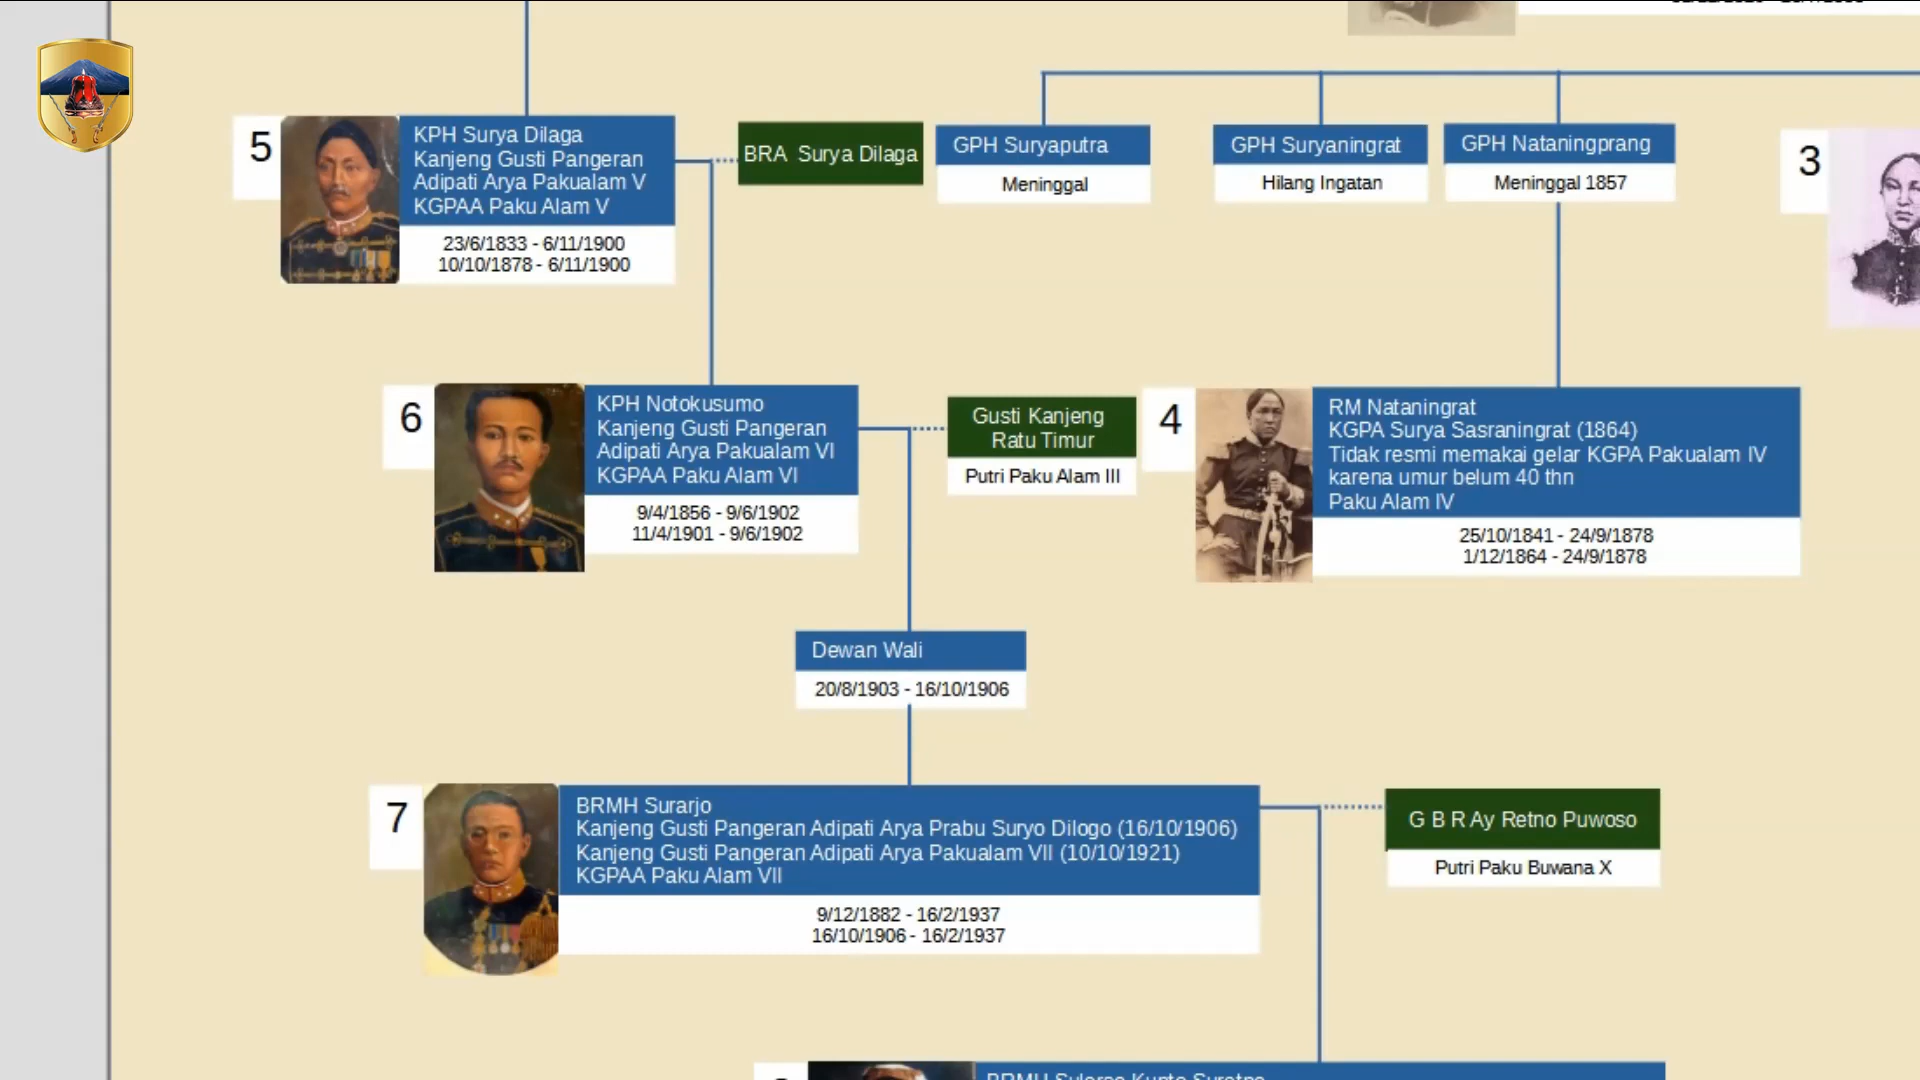 5
KPH Surya Dilaga
Kanjeng Gusti Pangeran
Adipati Arya Pakualam V
KGPAA Paku Alam V
23/6/1833 - 6/11/1900
10/10/1878 - 6/11/1900
BRA Surya Dilaga
GPH Suryaputra
Meninggal
GPH Suryaningrat
Hilang Ingatan
GPH Nataningprang
Meninggal 1857
3
6
KPH Notokusumo
Kanjeng Gusti Pangeran
Adipati Arya Pakualam VI
KGPAA Paku Alam VI
9/4/1856 - 9/6/1902
11/4/1901 - 9/6/1902
Gusti Kanjeng
Ratu Timur
Putri Paku Alam III
4
RM Nataningrat
KGPA Surya Sasraningrat (1864)
Tidak resmi memakai gelar KGPA Pakualam IV
karena umur belum 40 thn
Paku Alam IV
25/10/1841 - 24/9/1878
1/12/1864 - 24/9/1878
Dewan Wali
20/8/1903 - 16/10/1906
7
BRMH Surarjo
Kanjeng Gusti Pangeran Adipati Arya Prabu Suryo Dilogo (16/10/1906)
Kanjeng Gusti Pangeran Adipati Arya Pakualam VII (10/10/1921)
KGPAA Paku Alam VII
9/12/1882 - 16/2/1937
16/10/1906 - 16/2/1937
G B R Ay Retno Puwoso
Putri Paku Buwana X